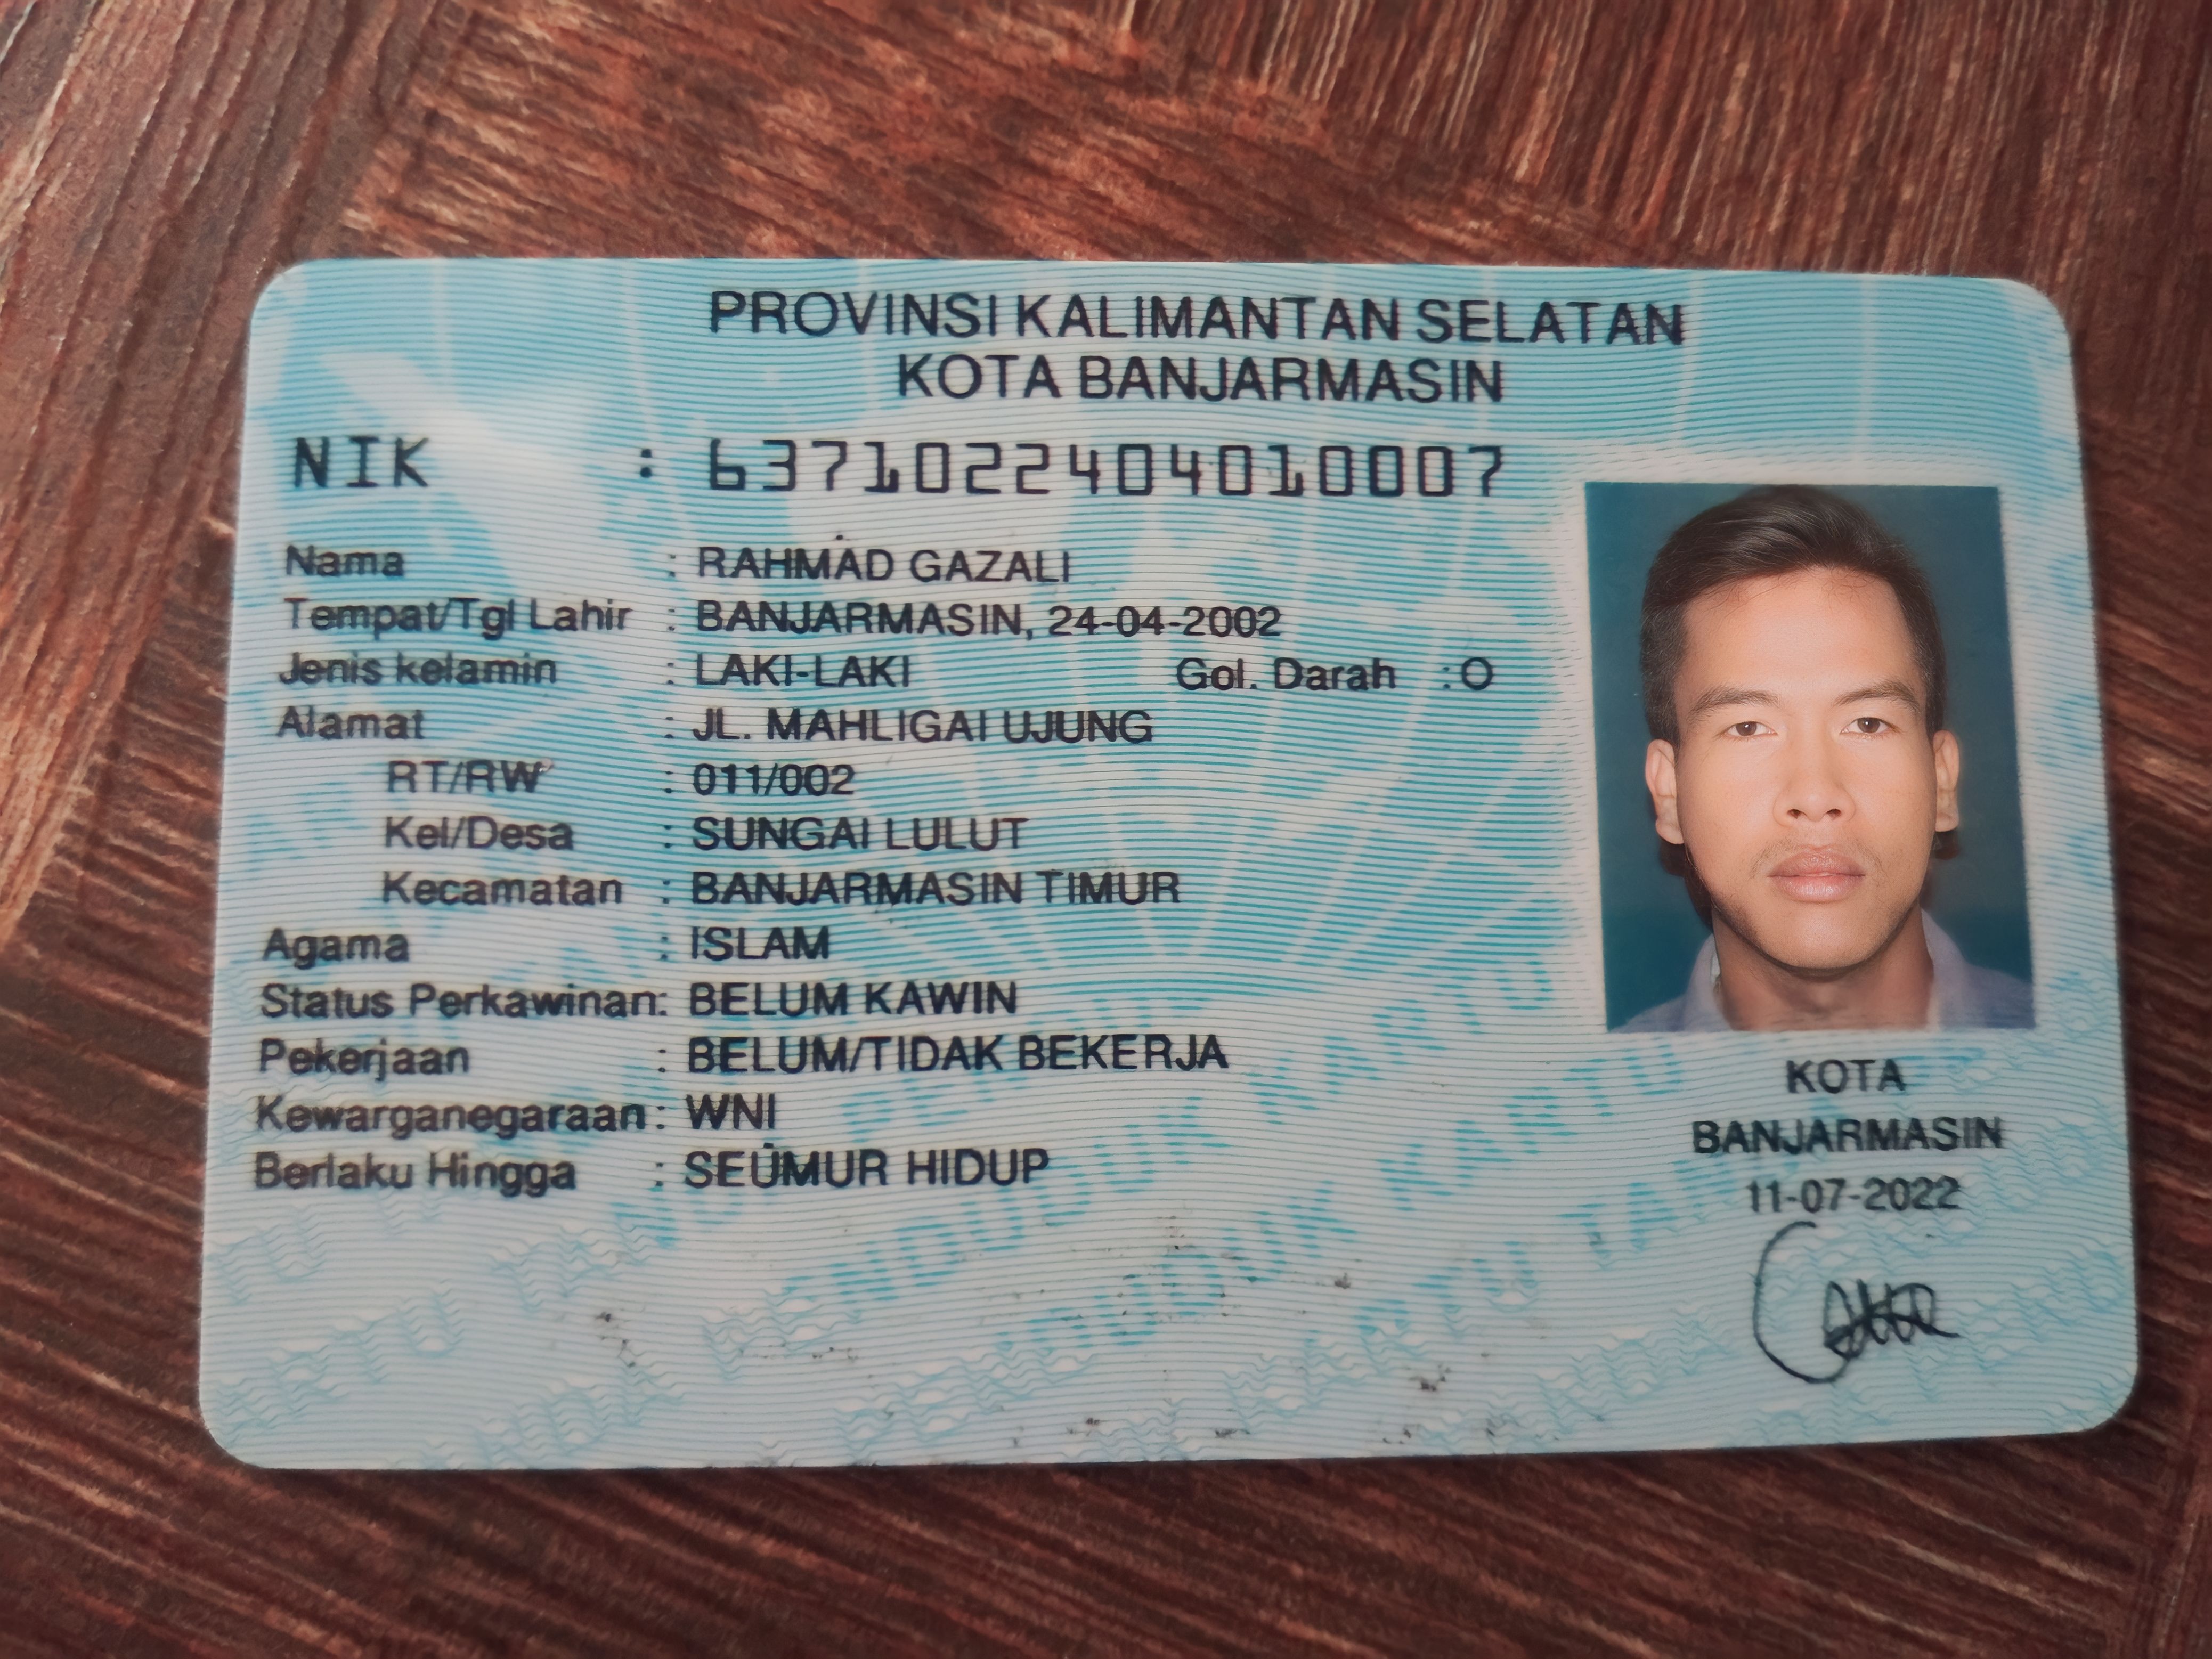 PROVINSI KALIMANTAN SELATAN
KOTA BANJARMASIN
NIK : 6371022404010007
Nama : RAHMAD GAZALI
Tempat/Tgl Lahir : BANJARMASIN, 24-04-2002
Jenis kelamin : LAKI-LAKI Gol. Darah : O
Alamat : JL. MAHLIGAI UJUNG
RT/RW : 011/002
Kel/Desa : SUNGAI LULUT
Kecamatan : BANJARMASIN TIMUR
Agama : ISLAM
Status Perkawinan: BELUM KAWIN
Pekerjaan : BELUM/TIDAK BEKERJA
Kewarganegaraan: WNI
Berlaku Hingga : SEUMUR HIDUP
KOTA
BANJARMASIN
11-07-2022